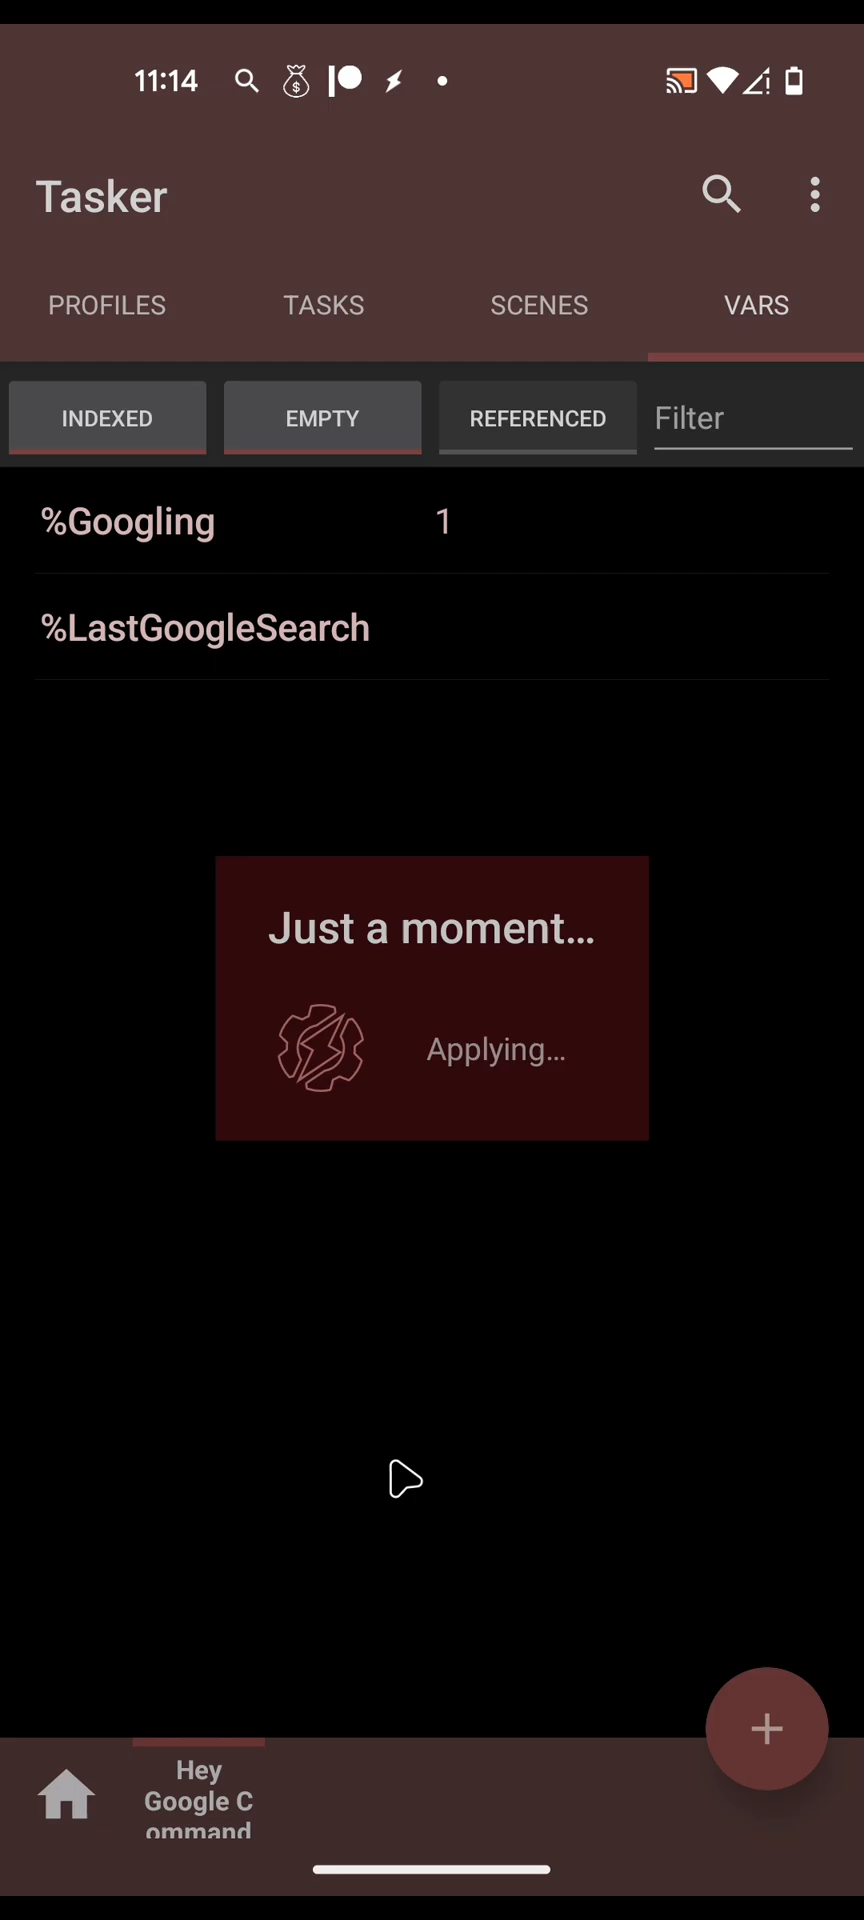 11:14
Tasker
PROFILES TASKS SCENES VARS
INDEXED EMPTY REFERENCED Filter
%Googling 1
%LastGoogleSearch
Just a moment...
Applying...
Hey
Google C
ommand